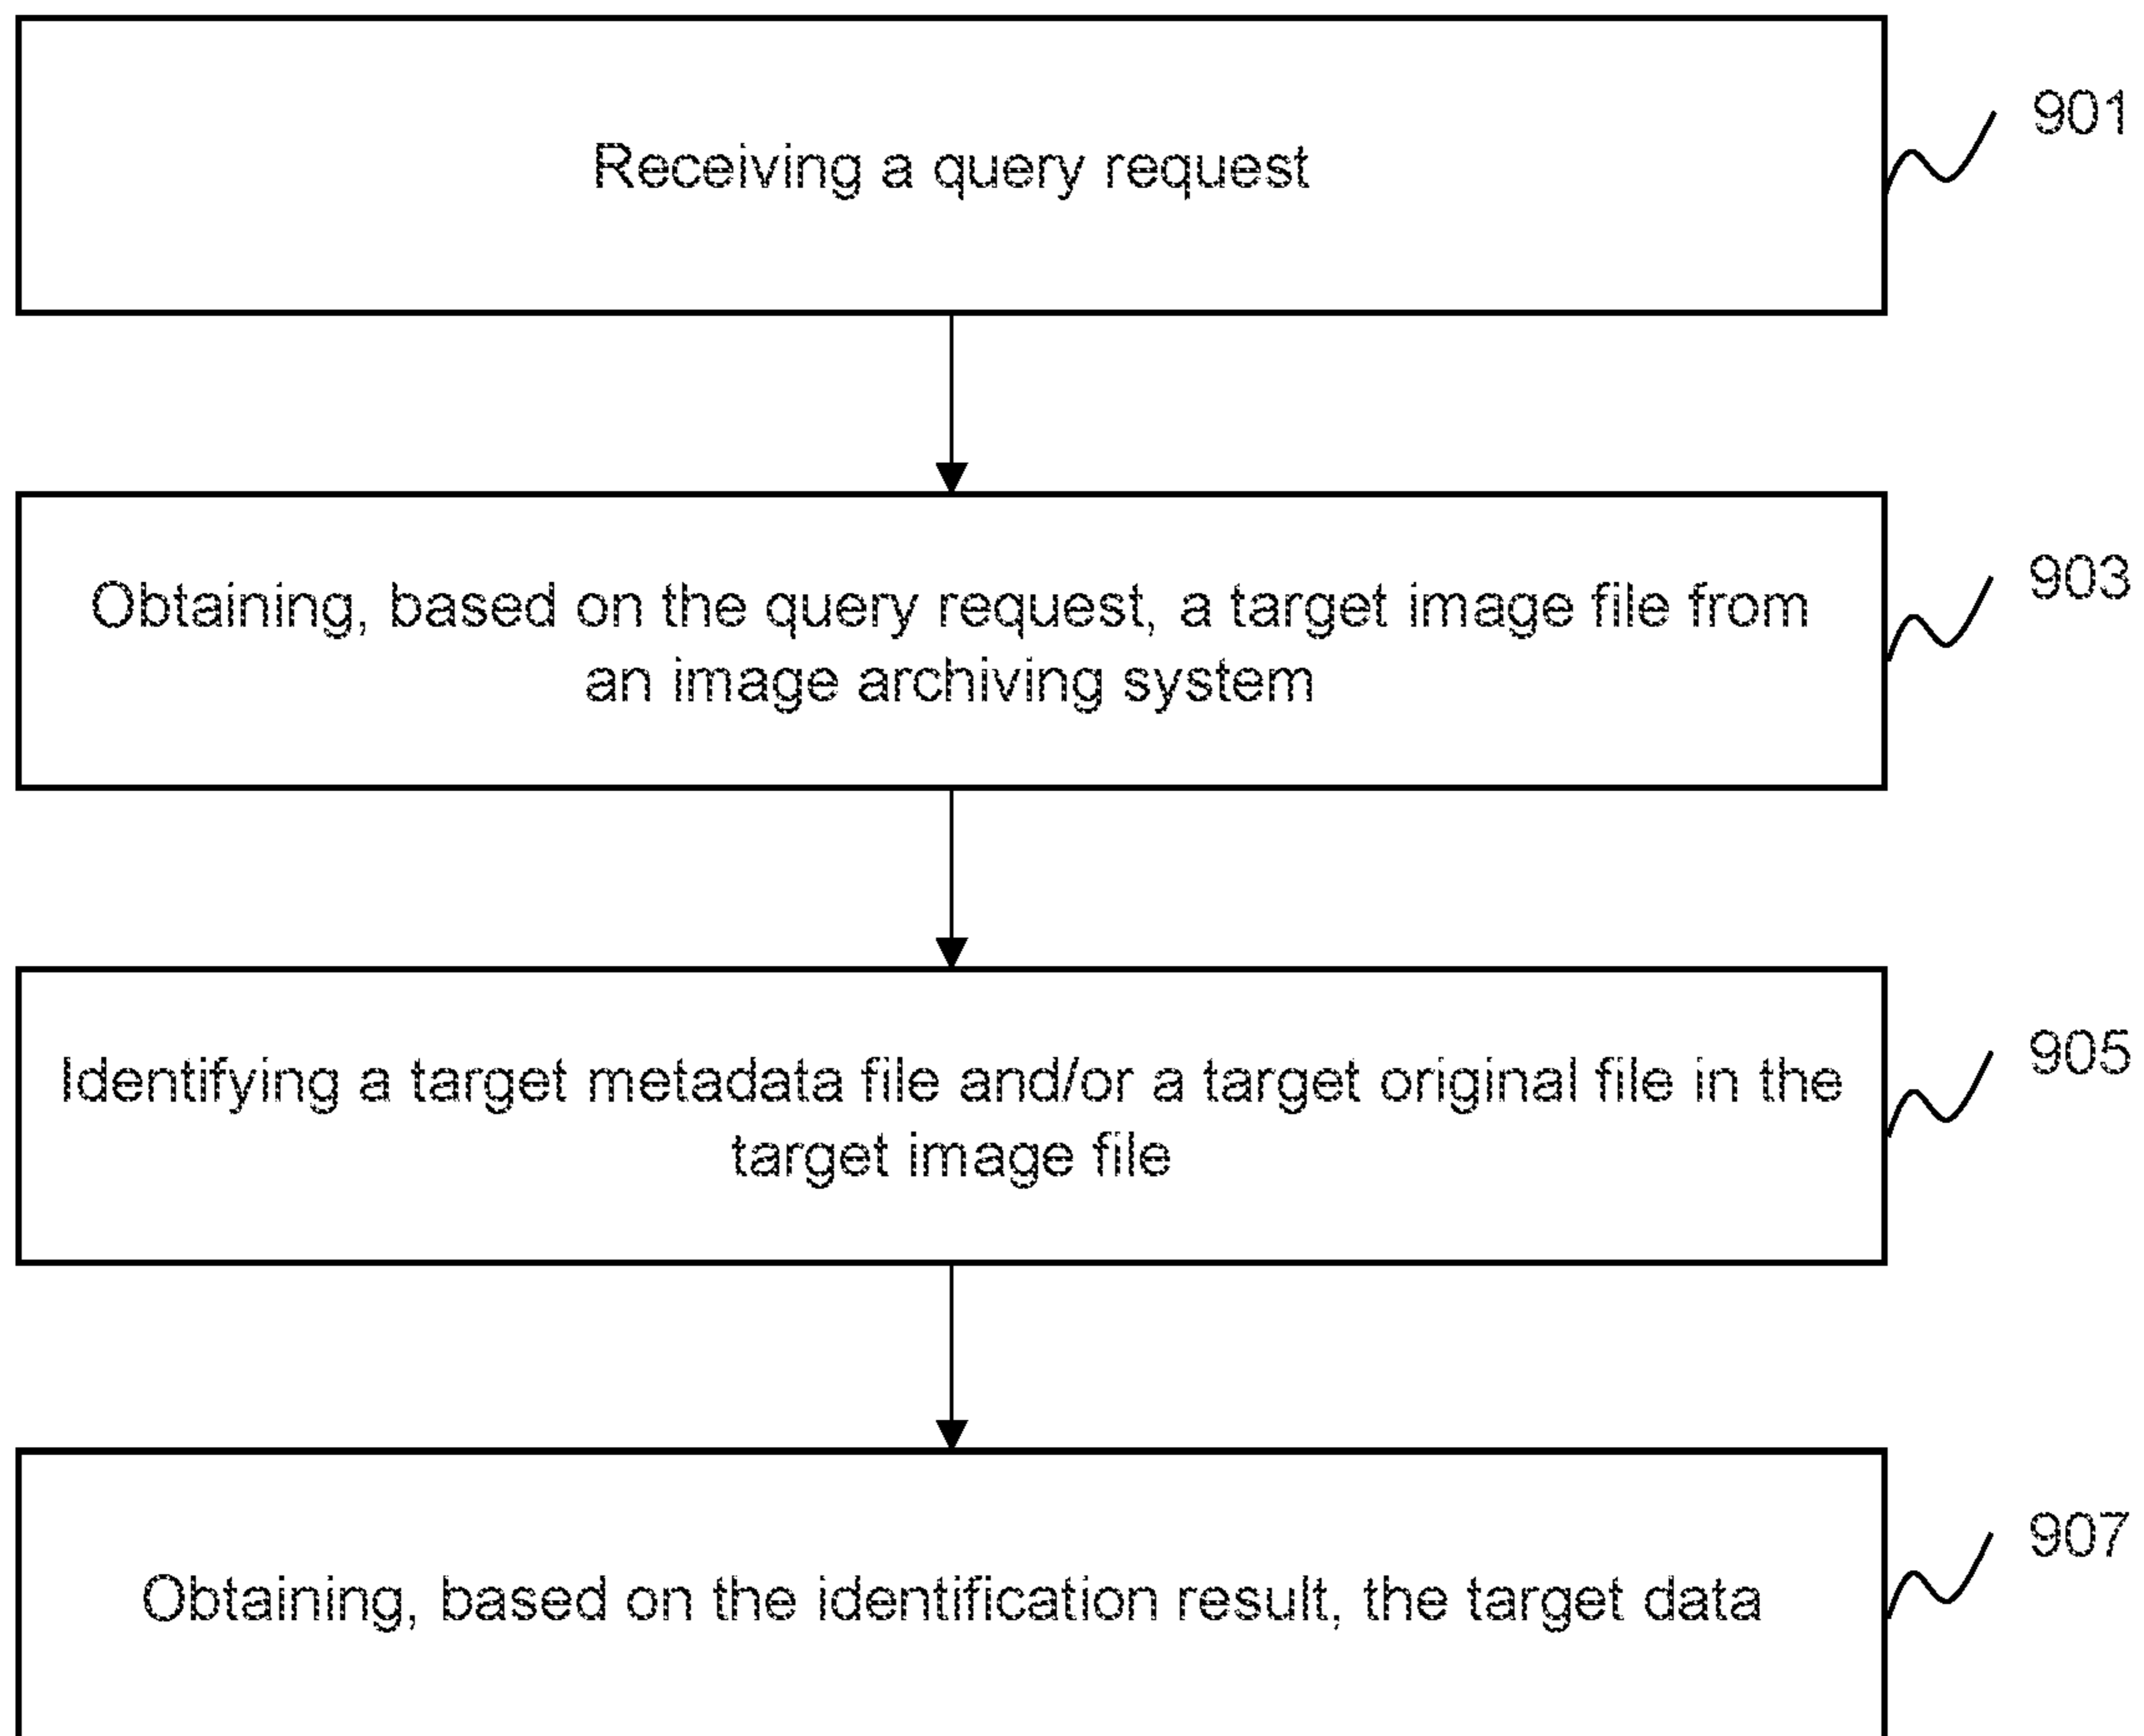 Receiving a query request
901
Obtaining, based on the query request, a target image file from
an image archiving system
903
Identifying a target metadata file and/or a target original file in the
target image file
905
Obtaining, based on the identification result, the target data
907